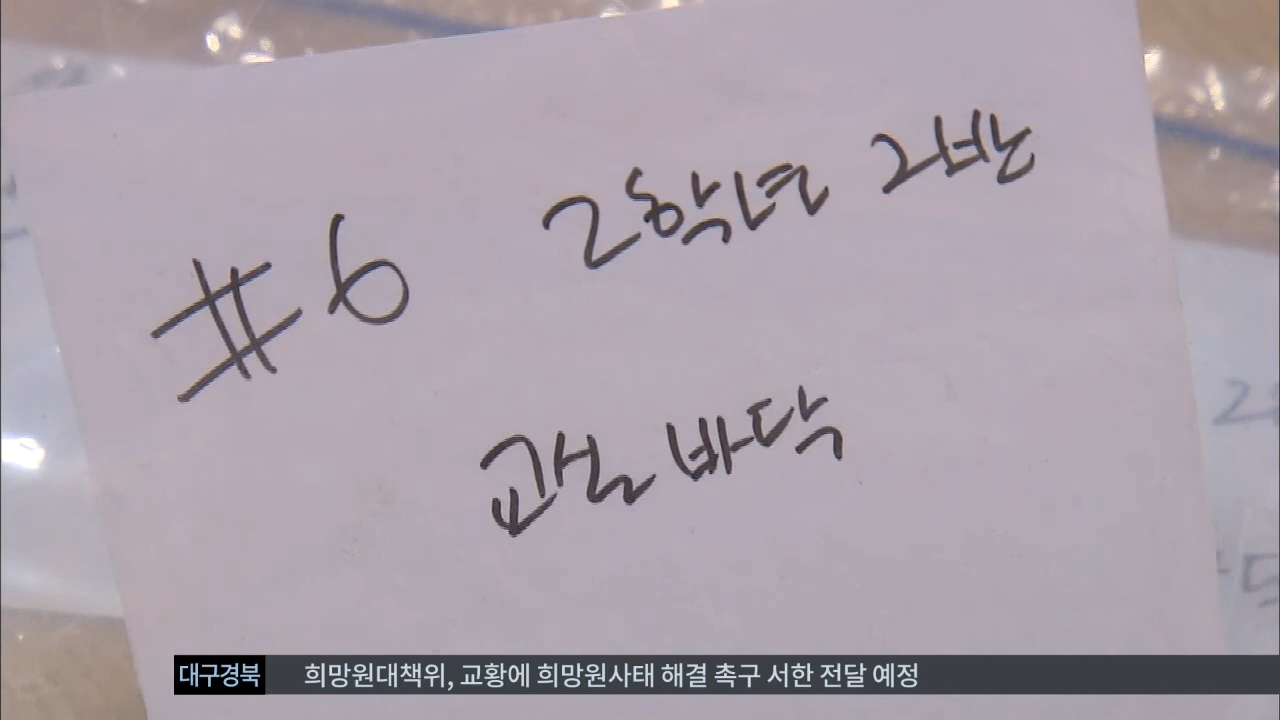 #6 2학년 2반
교실 바닥
대구경북 희망원대책위, 교황에 희망원사태 해결 촉구 서한 전달 예정